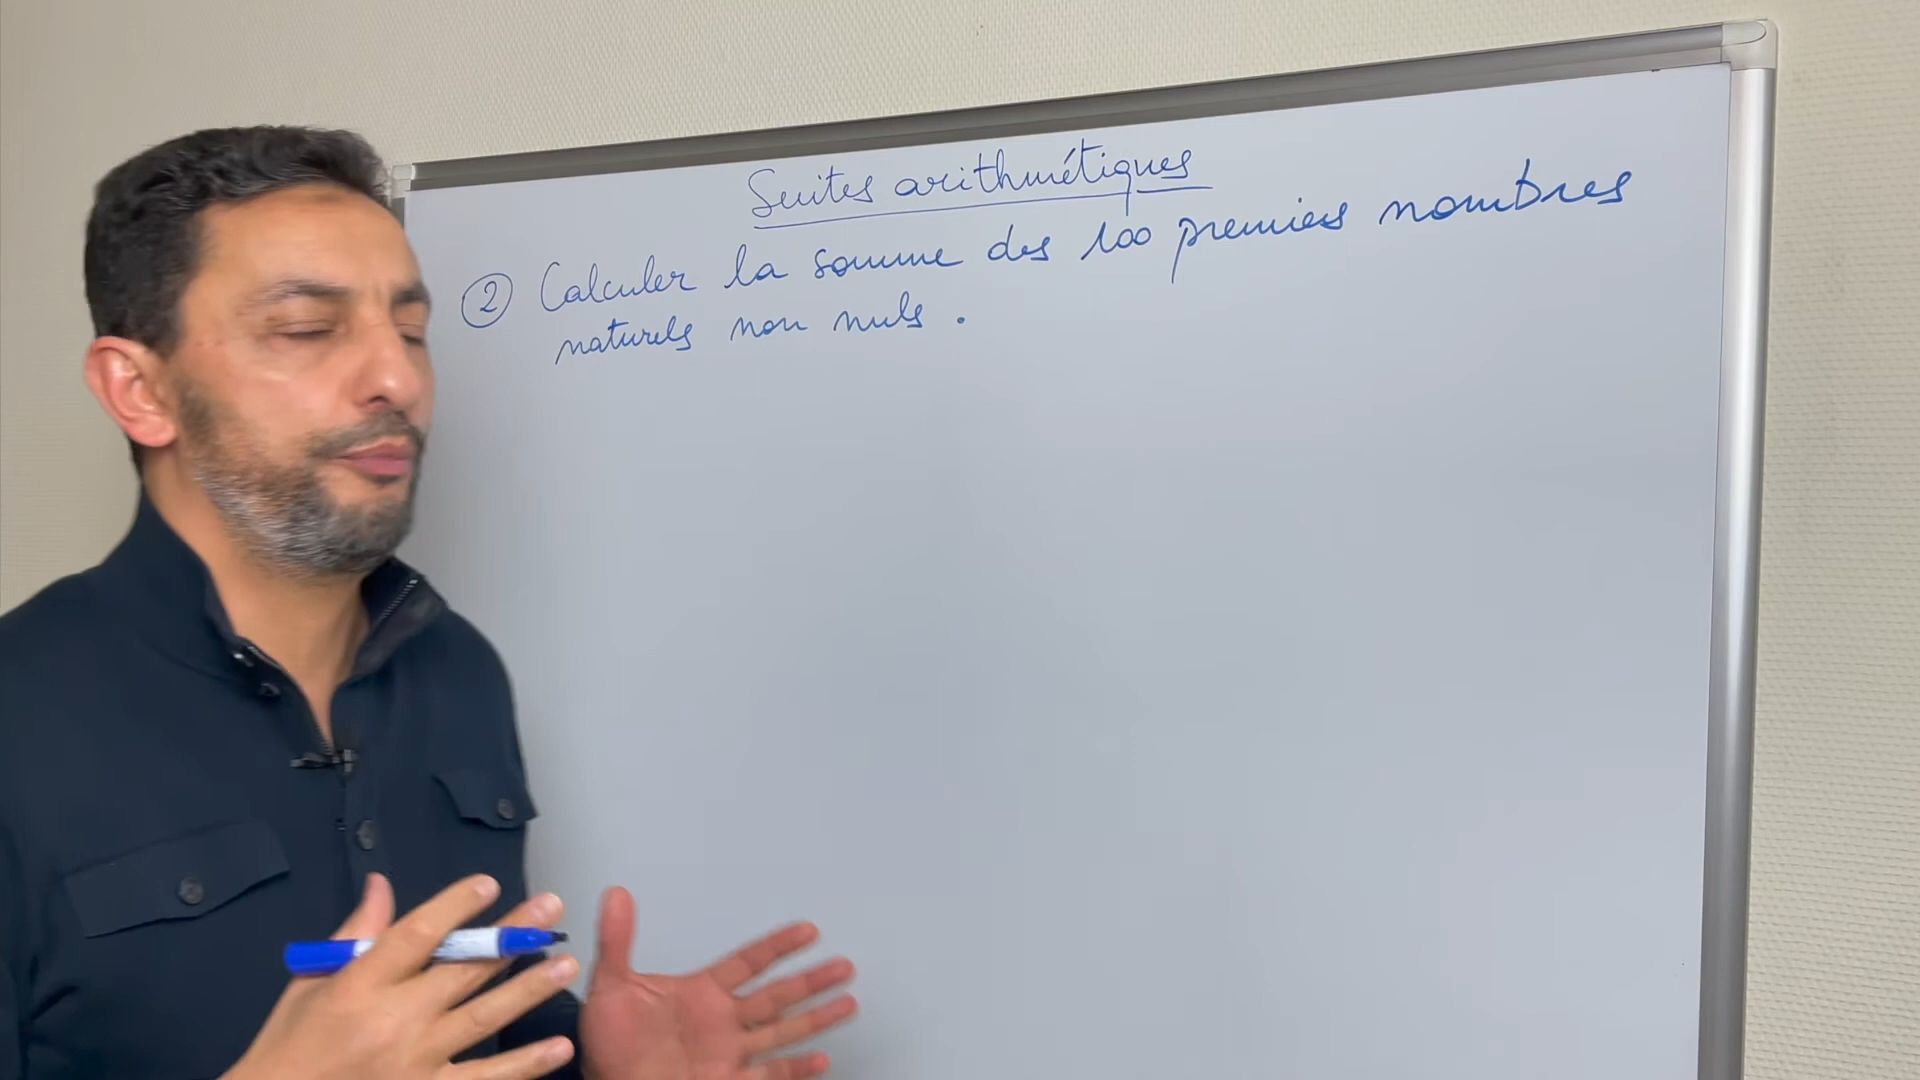 Suites arithmétiques
② Calculer la somme des 100 premiers nombres
naturels non nuls .